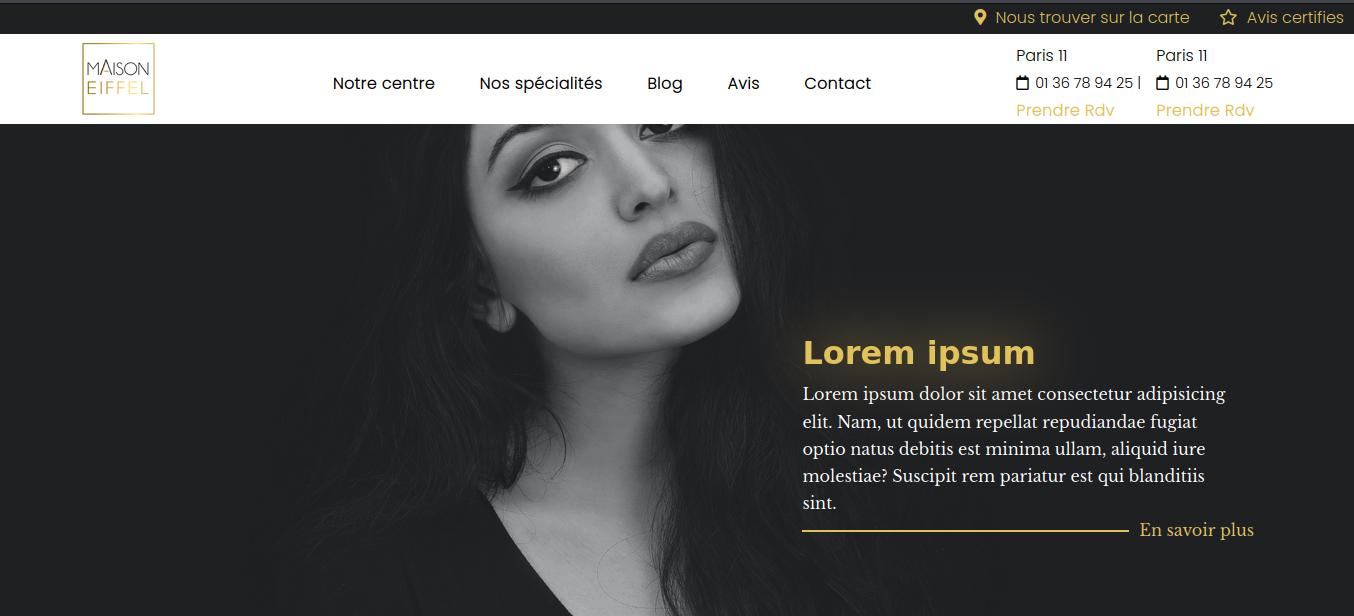 Nous trouver sur la carte Avis certifies
MAISON
EIFFEL
Notre centre Nos spécialités Blog Avis Contact
Paris 11 Paris 11
01 36 78 94 25 | 01 36 78 94 25
Prendre Rdv Prendre Rdv
Lorem ipsum
Lorem ipsum dolor sit amet consectetur adipisicing
elit. Nam, ut quidem repellat repudiandae fugiat
optio natus debitis est minima ullam, aliquid iure
molestiae? Suscipit rem pariatur est qui blanditiis
sint.
En savoir plus